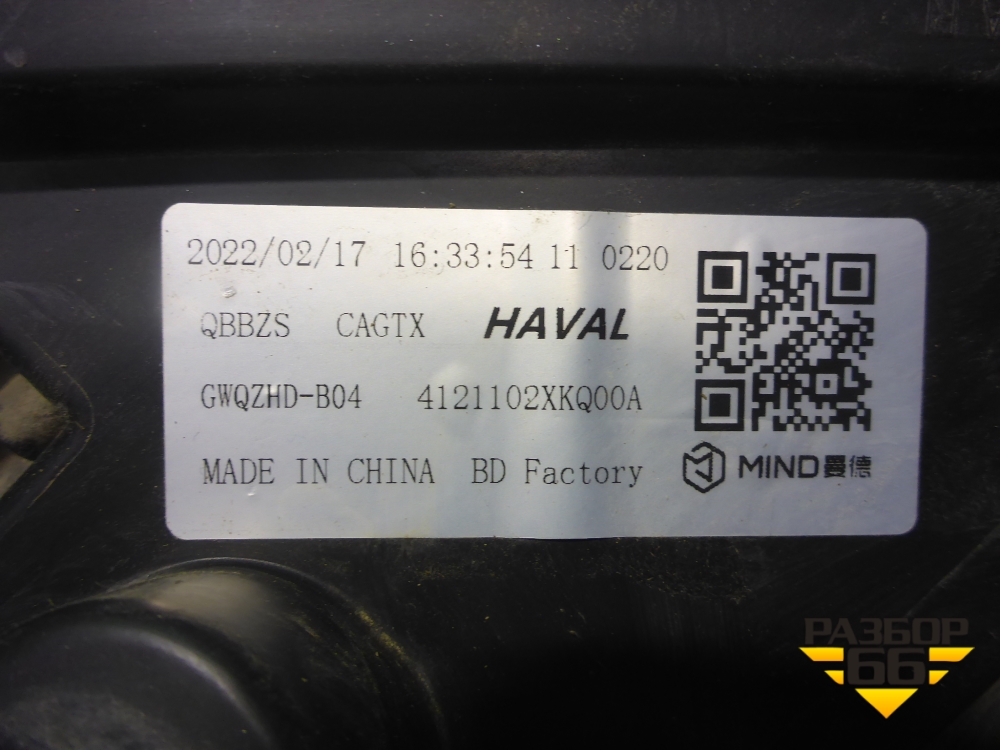 2022/02/17 16:33:54 11 0220
QBBZS CAGTX HAVAL
GWQZHD-B04 4121102XKQ00A
MADE IN CHINA BD Factory
MIND曼德
РАЗБОР
66